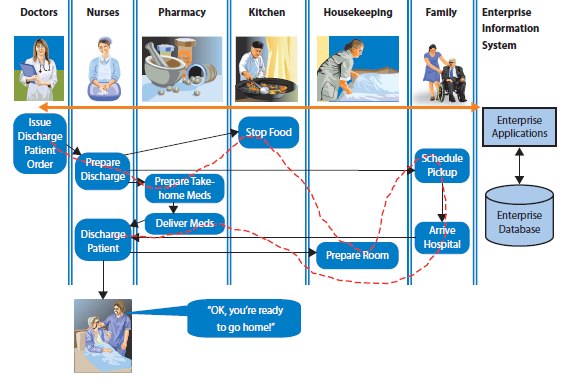 Doctors
Nurses
Pharmacy
Kitchen
Housekeeping
Family
Enterprise
Information
System
Issue
Discharge
Patient
Order
Stop Food
Enterprise
Applications
Prepare
Discharge
Schedule
Pickup
Prepare Take-
home Meds
Deliver Meds
Discharge
Patient
Arrive
Hospital
Enterprise
Database
Prepare Room
“OK, you’re ready
to go home!”